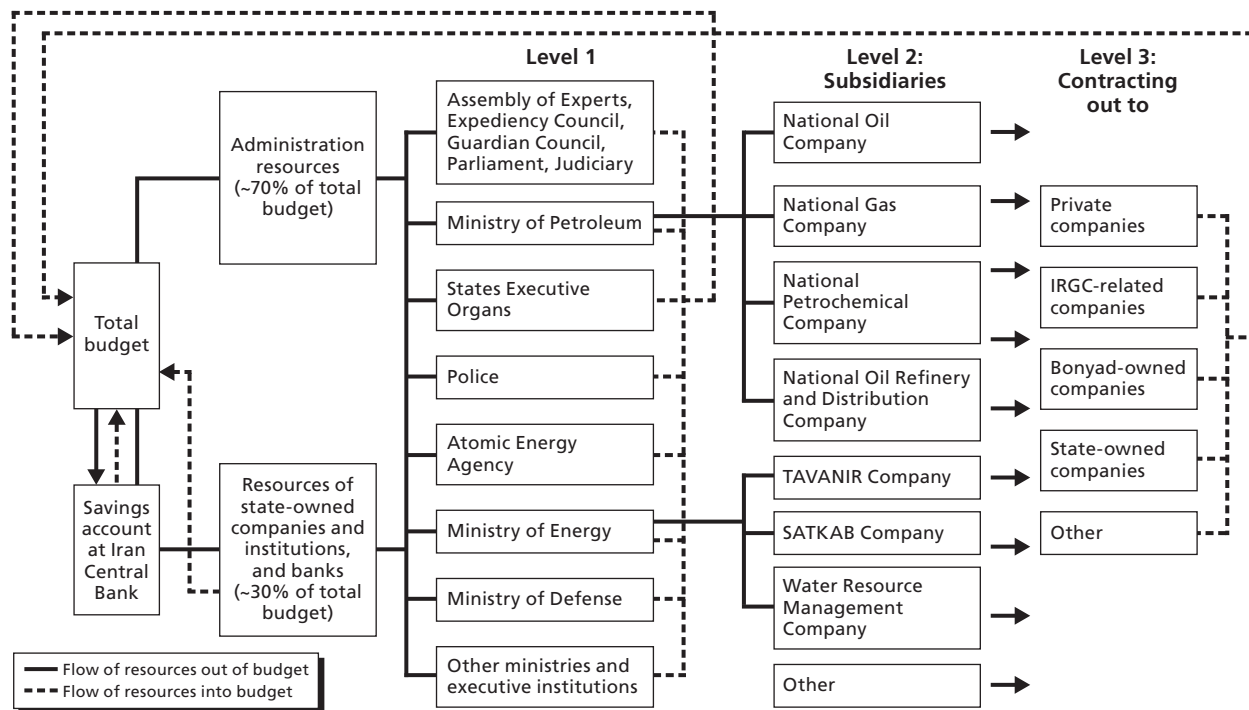 Level 1
Level 2:
Subsidiaries
Level 3:
Contracting
out to
Total
budget
Savings
account
at Iran
Central
Bank
Administration
resources
(~70% of total
budget)
Resources of
state-owned
companies and
institutions,
and banks
(~30% of total
budget)
Assembly of Experts,
Expediency Council,
Guardian Council,
Parliament, Judiciary
Ministry of Petroleum
States Executive
Organs
Police
Atomic Energy
Agency
Ministry of Energy
Ministry of Defense
Other ministries and
executive institutions
National Oil
Company
National Gas
Company
National
Petrochemical
Company
National Oil Refinery
and Distribution
Company
TAVANIR Company
SATKAB Company
Water Resource
Management
Company
Other
Private
companies
IRGC-related
companies
Bonyad-owned
companies
State-owned
companies
Other
Flow of resources out of budget
Flow of resources into budget